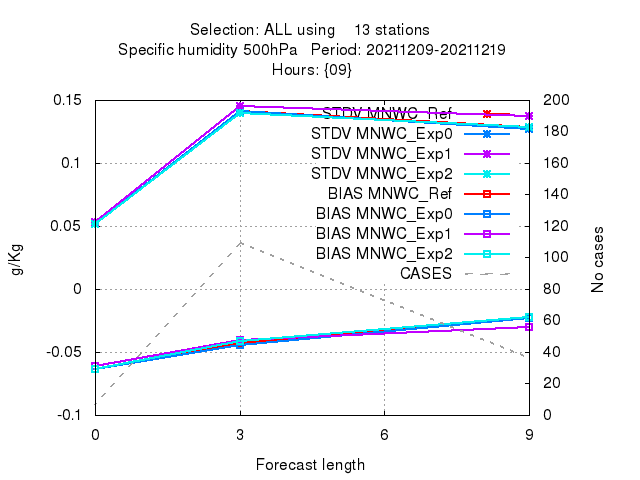 Selection: ALL using    13 stations
Specific humidity 500hPa   Period: 20211209-20211219
Hours: {09}
0.15
0.1
0.05
0
-0.05
-0.1
g/Kg
200
180
160
140
120
100
80
60
40
20
0
No cases
STDV MNWC_Ref
STDV MNWC_Exp0
STDV MNWC_Exp1
STDV MNWC_Exp2
BIAS MNWC_Ref
BIAS MNWC_Exp0
BIAS MNWC_Exp1
BIAS MNWC_Exp2
CASES
0 3 6 9
Forecast length